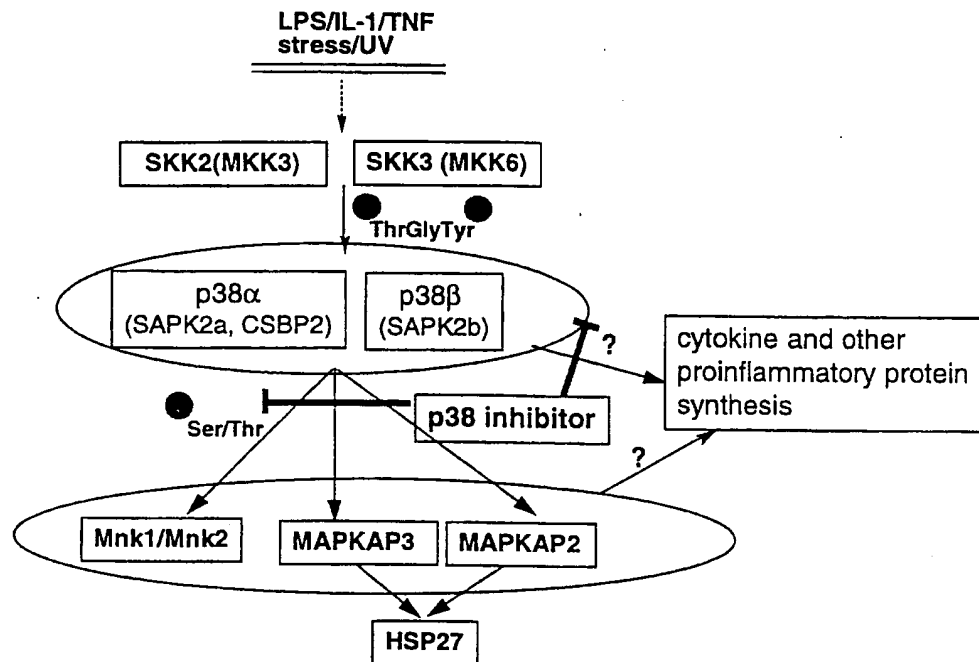 LPS/IL-1/TNF
stress/UV
SKK2(MKK3)
SKK3 (MKK6)
ThrGlyTyr
p38α
(SAPK2a, CSBP2)
p38β
(SAPK2b)
?
cytokine and other
proinflammatory protein
synthesis
Ser/Thr
p38 inhibitor
?
Mnk1/Mnk2
MAPKAP3
MAPKAP2
HSP27